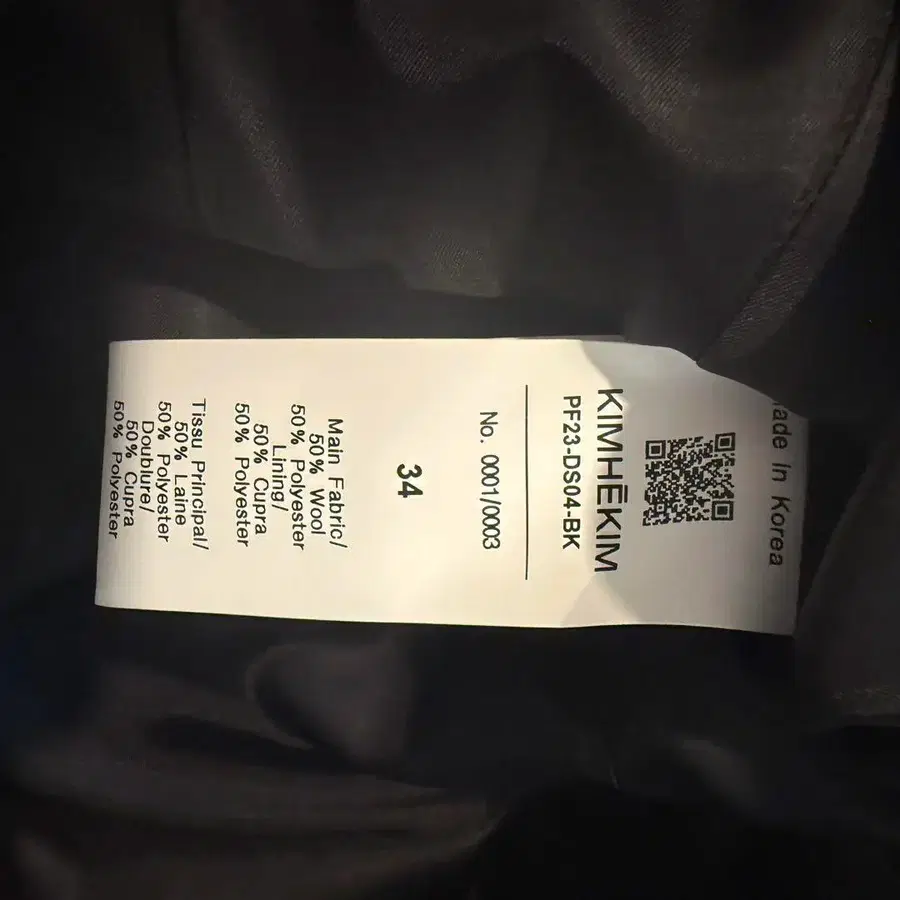 ade in Korea
KIMHĒKIM
PF23-DS04-BK
No. 0001/0003
34
Main Fabric/
50% Wool
50% Polyester
Lining/
50% Cupra
50% Polyester
Tissu Principal/
50% Laine
50% Polyester
Doublure/
50% Cupra
50% Polyester